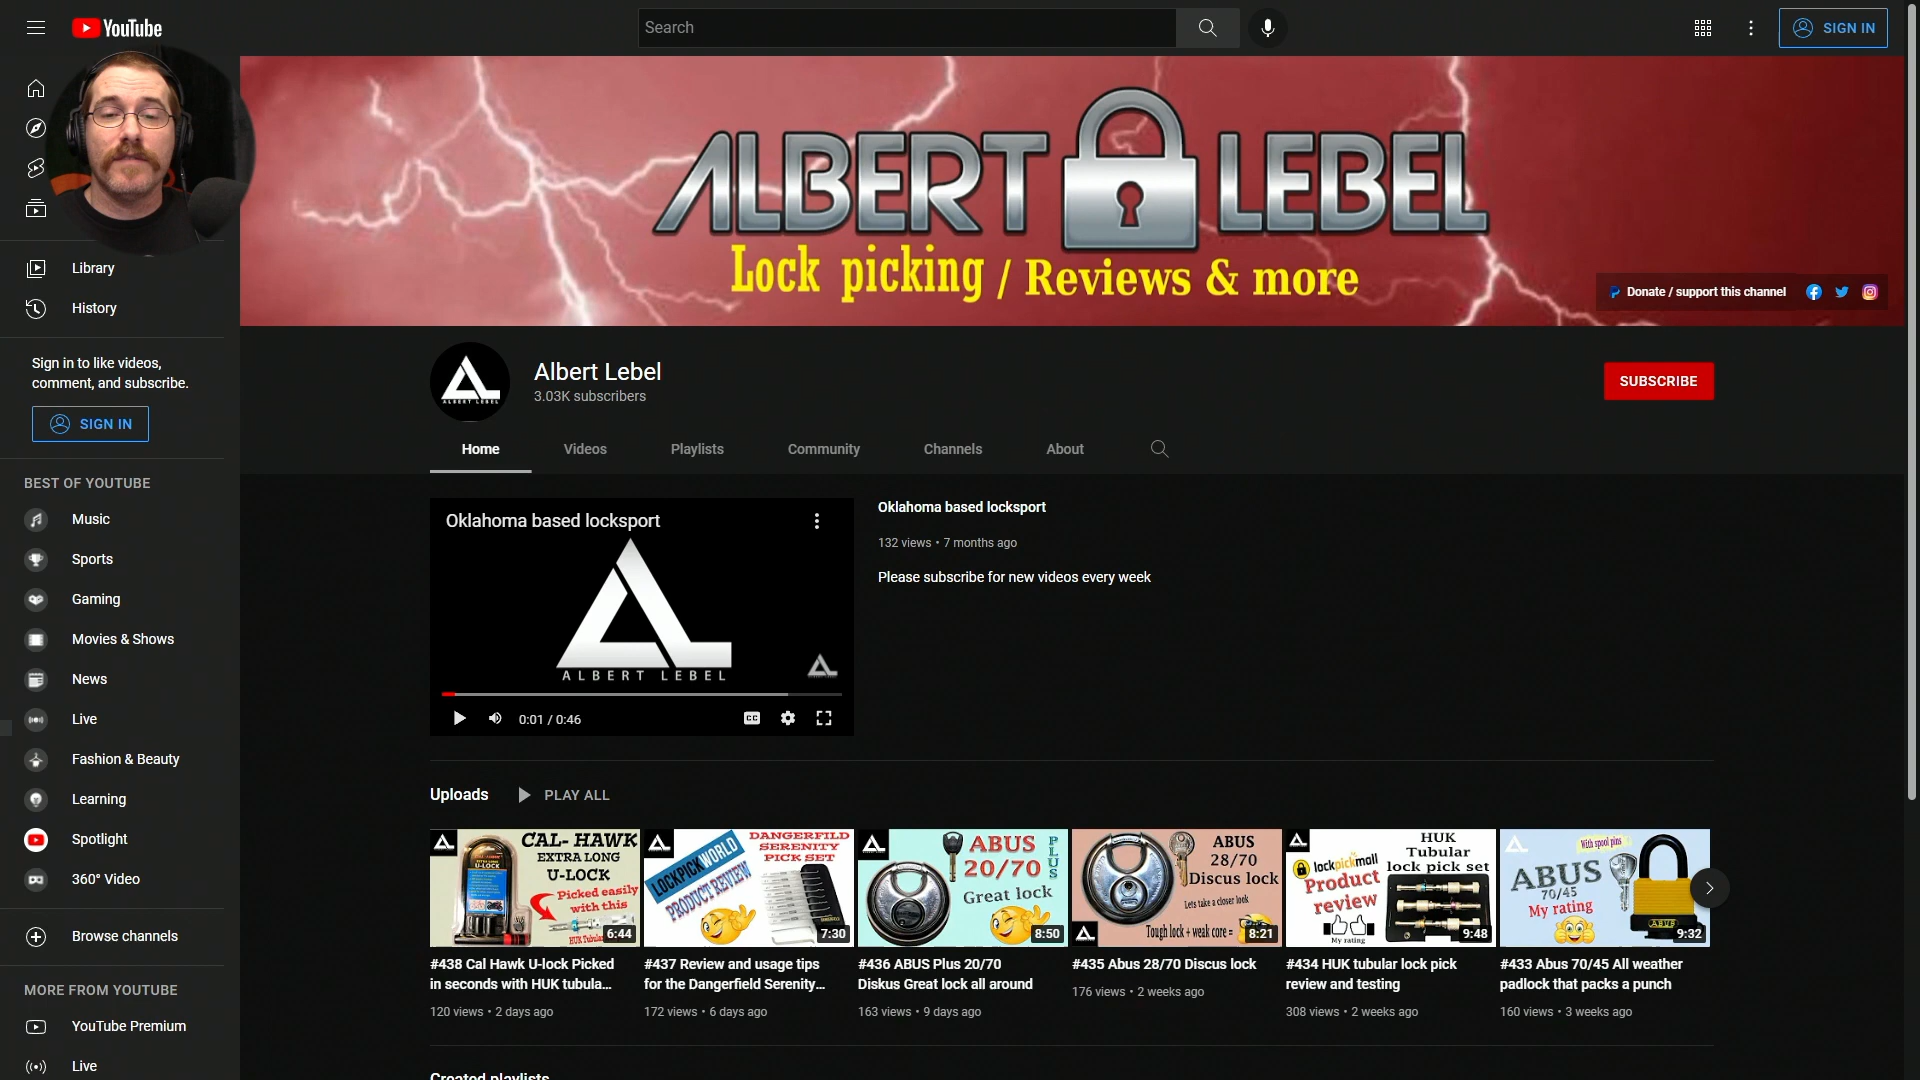 YouTube
Search
SIGN IN
ALBERT LEBEL
Lock picking / Reviews & more
Donate / support this channel
Library
History
Sign in to like videos,
comment, and subscribe.
SIGN IN
BEST OF YOUTUBE
Music
Sports
Gaming
Movies & Shows
News
Live
Fashion & Beauty
Learning
Spotlight
360° Video
Browse channels
MORE FROM YOUTUBE
YouTube Premium
Live
ALBERT LEBEL
Albert Lebel
3.03K subscribers
SUBSCRIBE
Home
Videos
Playlists
Community
Channels
About
Oklahoma based locksport
ALBERT LEBEL
0:01 / 0:46
CC
Oklahoma based locksport
132 views • 7 months ago
Please subscribe for new videos every week
Uploads
PLAY ALL
CAL-HAWK
EXTRA LONG
U-LOCK
Picked easily
with this
6:44
#438 Cal Hawk U-lock Picked
in seconds with HUK tubula...
120 views • 2 days ago
LOCKPICKWORLD
PRODUCT REVIEW
DANGERFILD
SERENITY
PICK SET
7:30
#437 Review and usage tips
for the Dangerfield Serenity...
172 views • 6 days ago
ABUS
20/70
PLUS
Great lock
8:50
#436 ABUS Plus 20/70
Diskus Great lock all around
163 views • 9 days ago
ABUS
28/70
Discus lock
Lets take a closer look
Tough lock + weak core =
8:21
#435 Abus 28/70 Discus lock
176 views • 2 weeks ago
HUK
Tubular
lock pick set
lockpickmall
Product
review
My rating
9:48
#434 HUK tubular lock pick
review and testing
308 views • 2 weeks ago
With spool pins
ABUS
70/45
My rating
ABUS
9:32
#433 Abus 70/45 All weather
padlock that packs a punch
160 views • 3 weeks ago
Created playlists